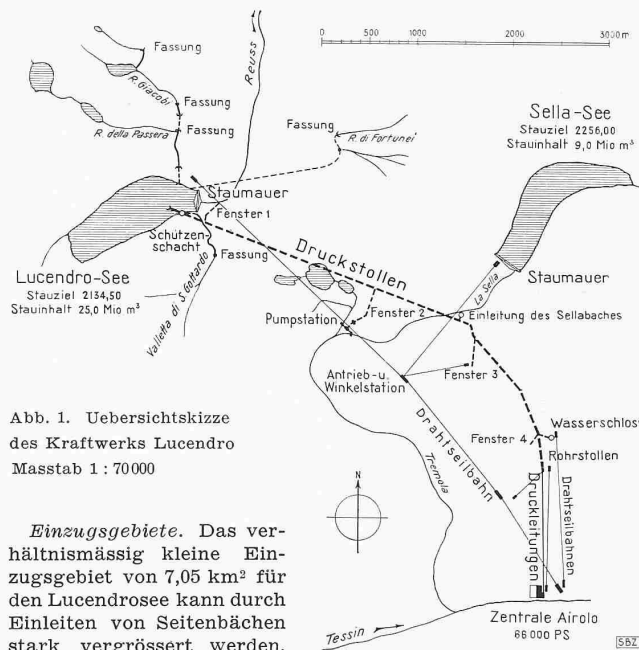 0 1000 2000 3000 m
Fassung
R. Giacobi
Fassung
Reuss
R. della Passera
Fassung
Fassung
R. di Fortunei
Sella-See
Stauziel 2256,00
Stauinhalt 9,0 Mio m³
Staumauer
Fenster 1
Schützen-
schacht
Fassung
Druckstollen
Lucendro-See
Stauziel 2134,50
Stauinhalt 25,0 Mio m³
Valletta di S. Gottardo
La Sella
Staumauer
Pumpstation
Fenster 2
Einleitung des Sellabaches
Antrieb-u.
Winkelstation
Fenster 3
Abb. 1. Uebersichtskizze
des Kraftwerks Lucendro
Masstab 1 : 70000
Drahtseilbahn
Wasserschloss
Fenster 4
Rohrstollen
Tremola
N
Druckleitungen
Drahtseilbahnen
Einzugsgebiete. Das ver-
hältnismässig kleine Ein-
zugsgebiet von 7,05 km² für
den Lucendrosee kann durch
Einleiten von Seitenbächen
stark vergrössert werden.
Tessin
Zentrale Airolo
66000 PS
SBZ